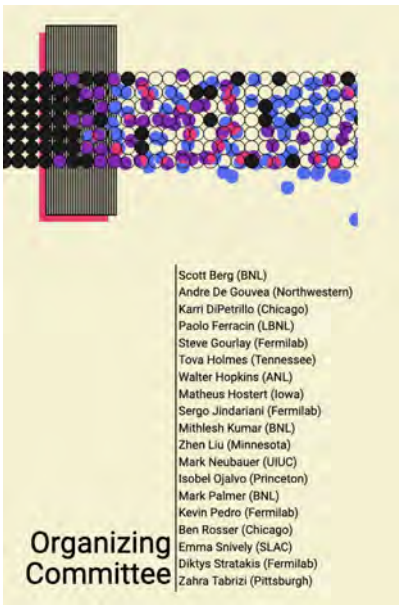 Scott Berg (BNL)
Andre De Gouvea (Northwestern)
Karri DiPetrillo (Chicago)
Paolo Ferracin (LBNL)
Steve Gourlay (Fermilab)
Tova Holmes (Tennessee)
Walter Hopkins (ANL)
Matheus Hostert (Iowa)
Sergo Jindariani (Fermilab)
Mithlesh Kumar (BNL)
Zhen Liu (Minnesota)
Mark Neubauer (UIUC)
Isobel Ojalvo (Princeton)
Mark Palmer (BNL)
Kevin Pedro (Fermilab)
Ben Rosser (Chicago)
Emma Snively (SLAC)
Diktys Stratakis (Fermilab)
Zahra Tabrizi (Pittsburgh)
Organizing
Committee